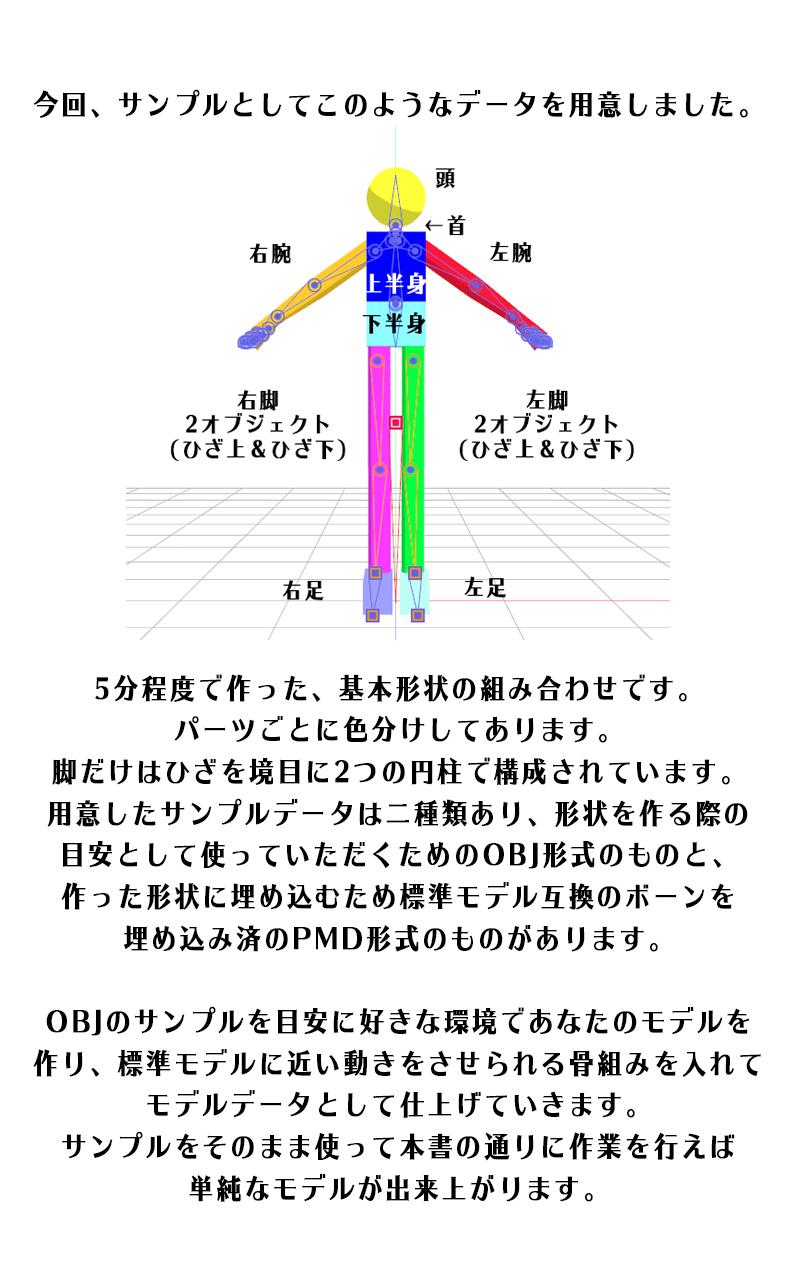 今回、サンプルとしてこのようなデータを用意しました。
頭
←首
右腕
左腕
上半身
下半身
右脚
2オブジェクト
(ひざ上&ひざ下)
左脚
2オブジェクト
(ひざ上&ひざ下)
右足
左足
5分程度で作った、基本形状の組み合わせです。
パーツごとに色分けしてあります。
脚だけはひざを境目に2つの円柱で構成されています。
用意したサンプルデータは二種類あり、形状を作る際の
目安として使っていただくためのOBJ形式のものと、
作った形状に埋め込むため標準モデル互換のボーンを
埋め込み済のPMD形式のものがあります。
OBJのサンプルを目安に好きな環境であなたのモデルを
作り、標準モデルに近い動きをさせられる骨組みを入れて
モデルデータとして仕上げていきます。
サンプルをそのまま使って本書の通りに作業を行えば
単純なモデルが出来上がります。